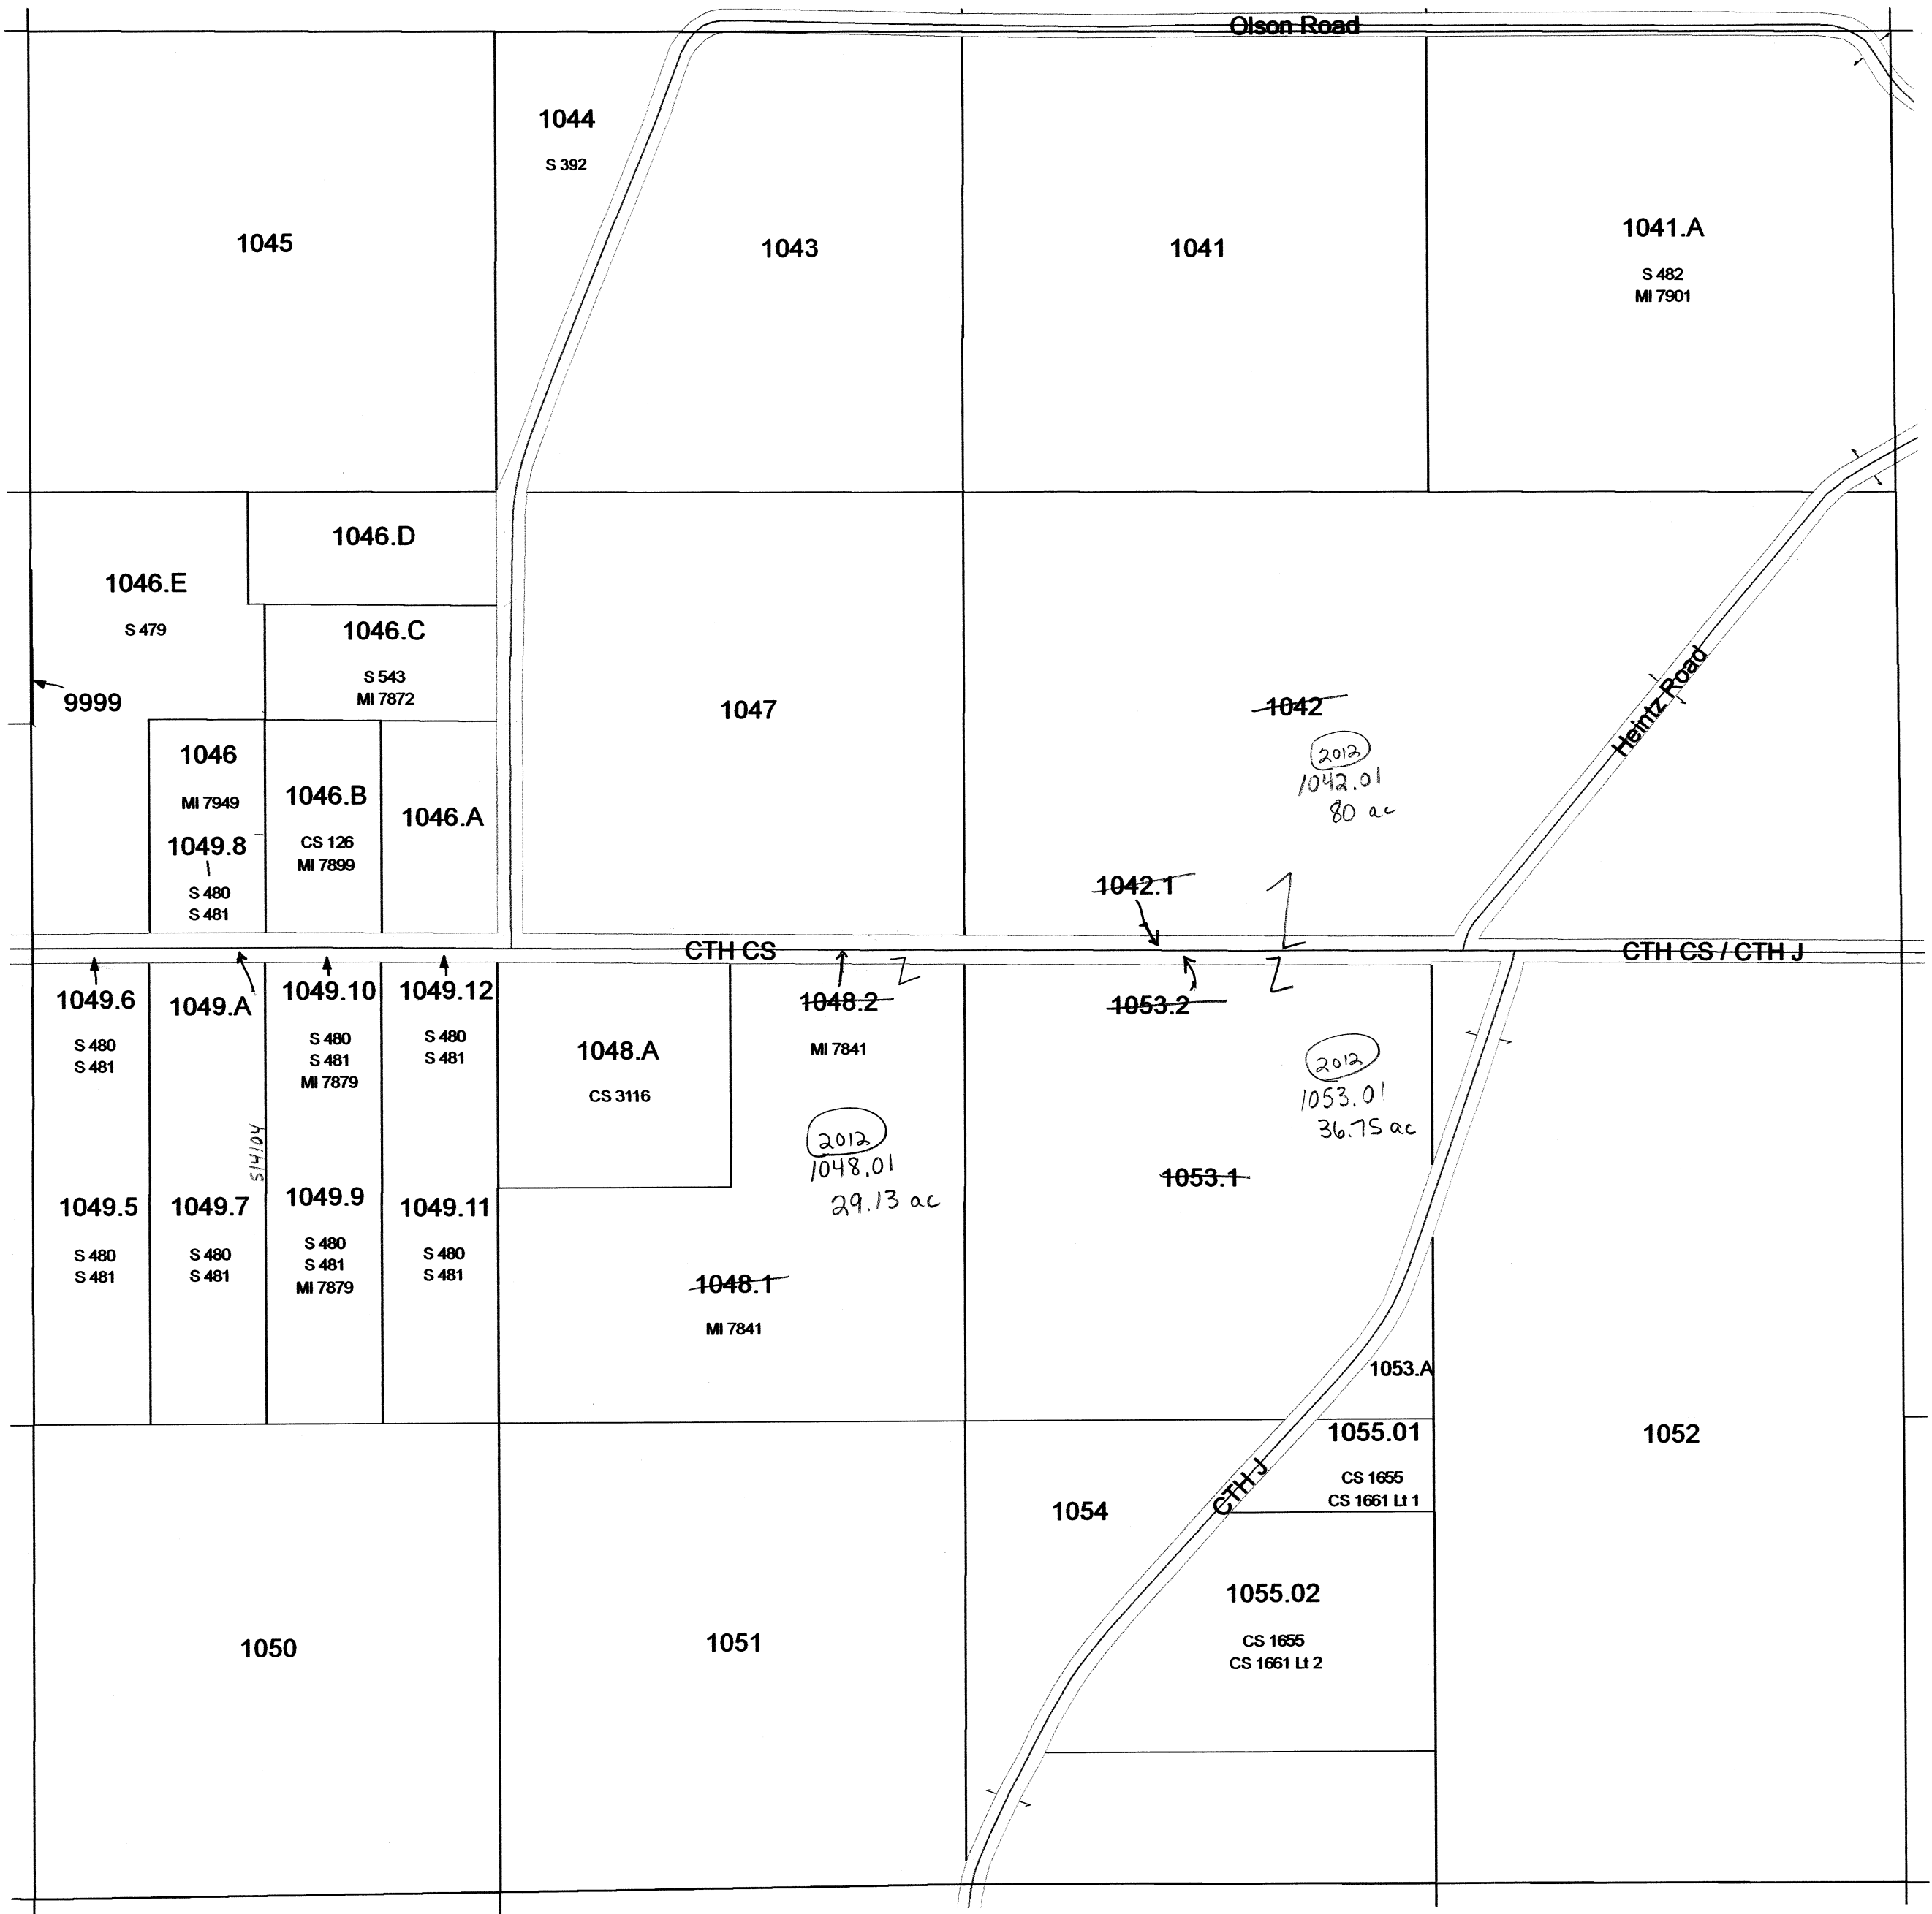 Olson Road
1044
S 392
1045
1043
1041
1041.A
S 482
MI 7901
1046.D
1046.E
S 479
1046.C
S 543
MI 7872
9999
1046
MI 7949
1049.8
S 480
S 481
1046.B
CS 126
MI 7899
1046.A
1047
1042
2012
1042.01
80 ac
Heintz Road
1042.1
CTH CS
CTH CS / CTH J
1049.6
S 480
S 481
1049.A
1049.10
S 480
S 481
MI 7879
1049.12
S 480
S 481
1048.A
CS 3116
1048.2
MI 7841
1053.2
2012
1053.01
36.75 ac
2012
1048.01
29.13 ac
1053.1
514104
1049.5
S 480
S 481
1049.7
S 480
S 481
1049.9
S 480
S 481
MI 7879
1049.11
S 480
S 481
1048.1
MI 7841
1053.A
1055.01
CS 1655
CS 1661 Lt 1
1052
CTH J
1054
1055.02
CS 1655
CS 1661 Lt 2
1050
1051